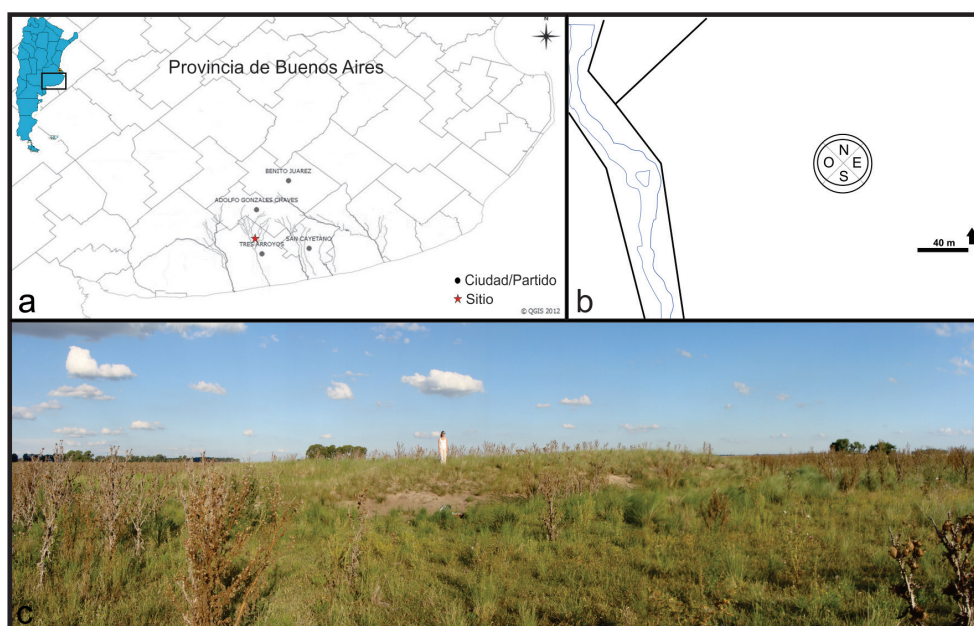 N
Provincia de Buenos Aires
BENITO JUAREZ
ADOLFO GONZALES CHAVES
SAN CAYETANO
TRES ARROYOS
Ciudad/Partido
Sitio
© QGIS 2012
a
N
O E
S
40 m
b
c